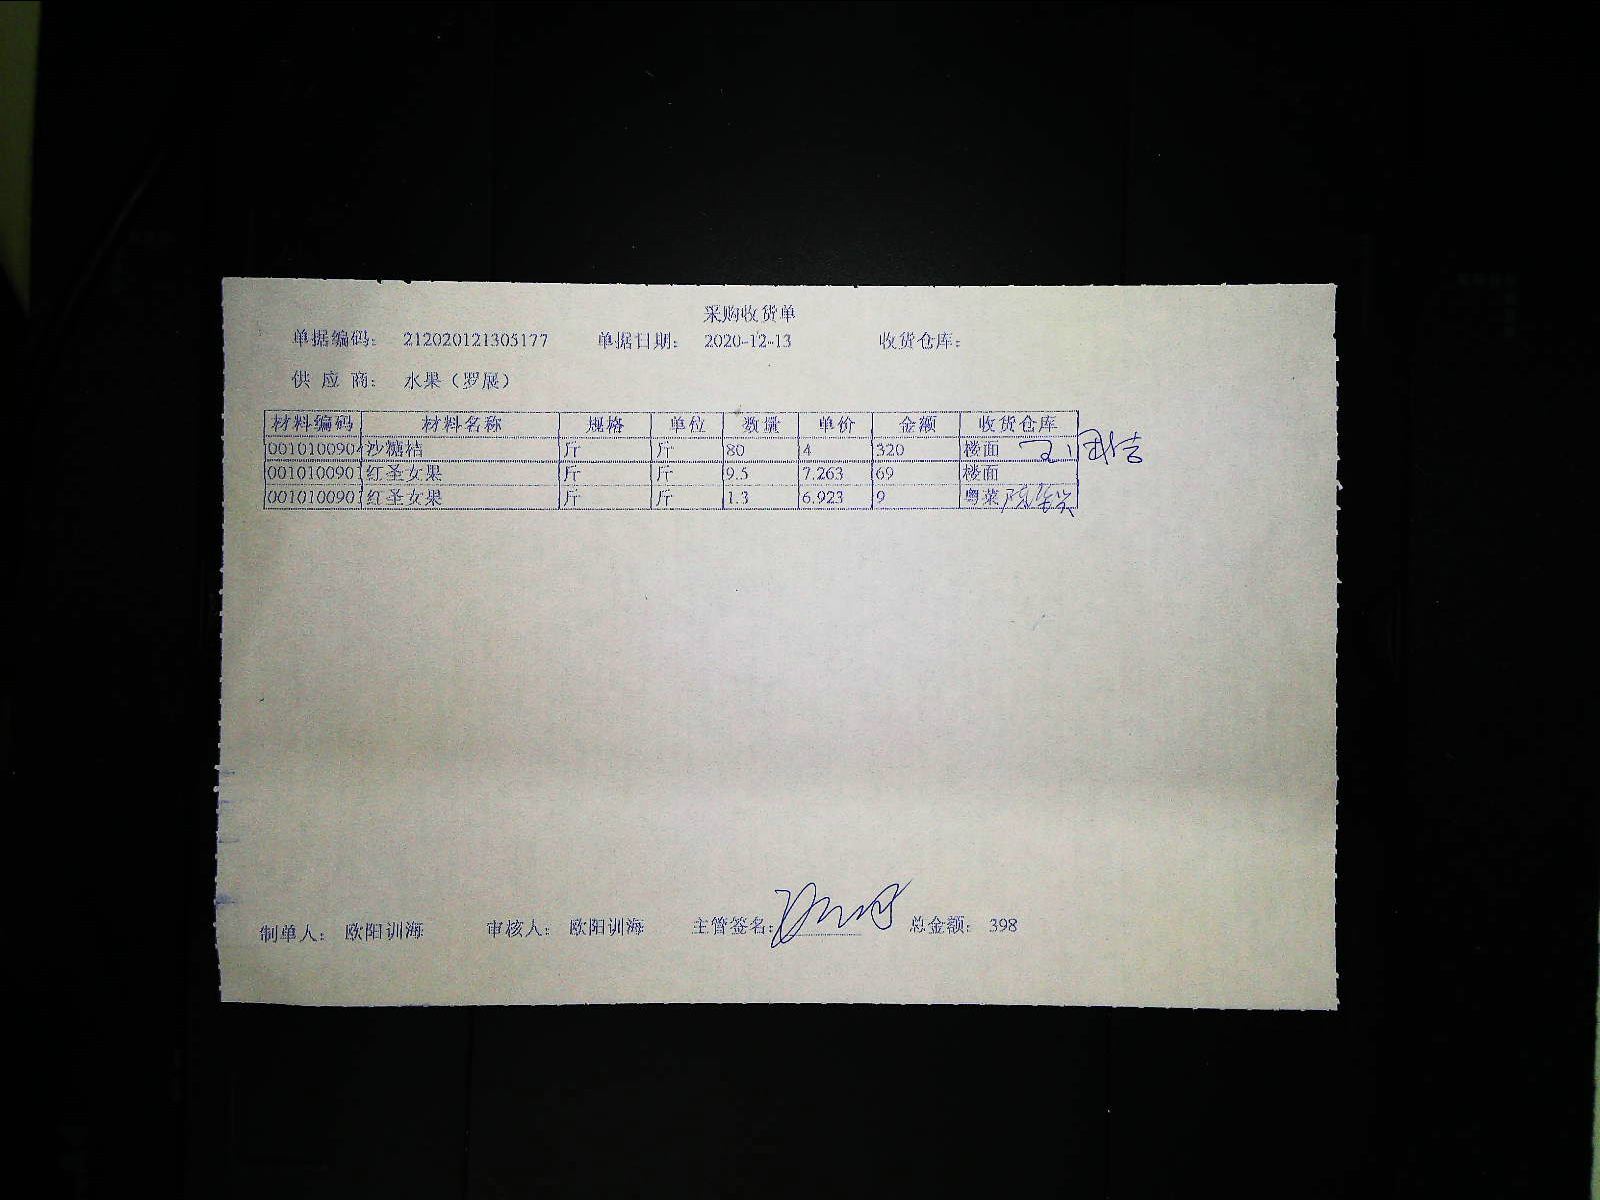 采购收货单
单据编码: 212020121305177 单据日期: 2020-12-13 收货仓库:
供应商: 水果(罗展)
材料编码 材料名称 规格 单位 数量 单价 金额 收货仓库
001010090 沙糖桔 斤 斤 80 4 320 楼面
001010090 红圣女果 斤 斤 9.5 7.263 69 楼面
001010090 红圣女果 斤 斤 1.3 6.923 9 粤菜
制单人: 欧阳训海 审核人: 欧阳训海 主管签名: 总金额: 398